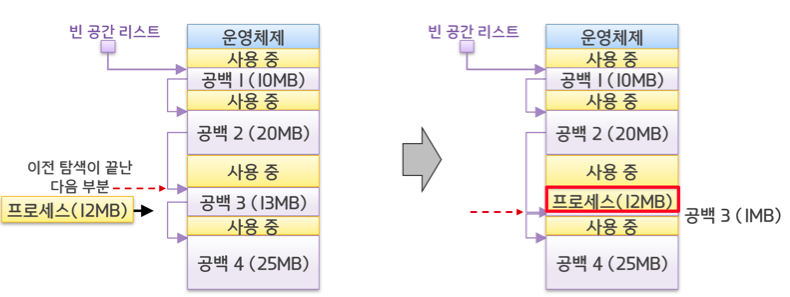 빈 공간 리스트
운영체제
사용 중
공백 1 (10MB)
사용 중
공백 2 (20MB)
이전 탐색이 끝난
다음 부분
사용 중
프로세스(12MB)
공백 3 (13MB)
사용 중
공백 4 (25MB)
빈 공간 리스트
운영체제
사용 중
공백 1 (10MB)
사용 중
공백 2 (20MB)
사용 중
프로세스(12MB)
공백 3 (1MB)
사용 중
공백 4 (25MB)